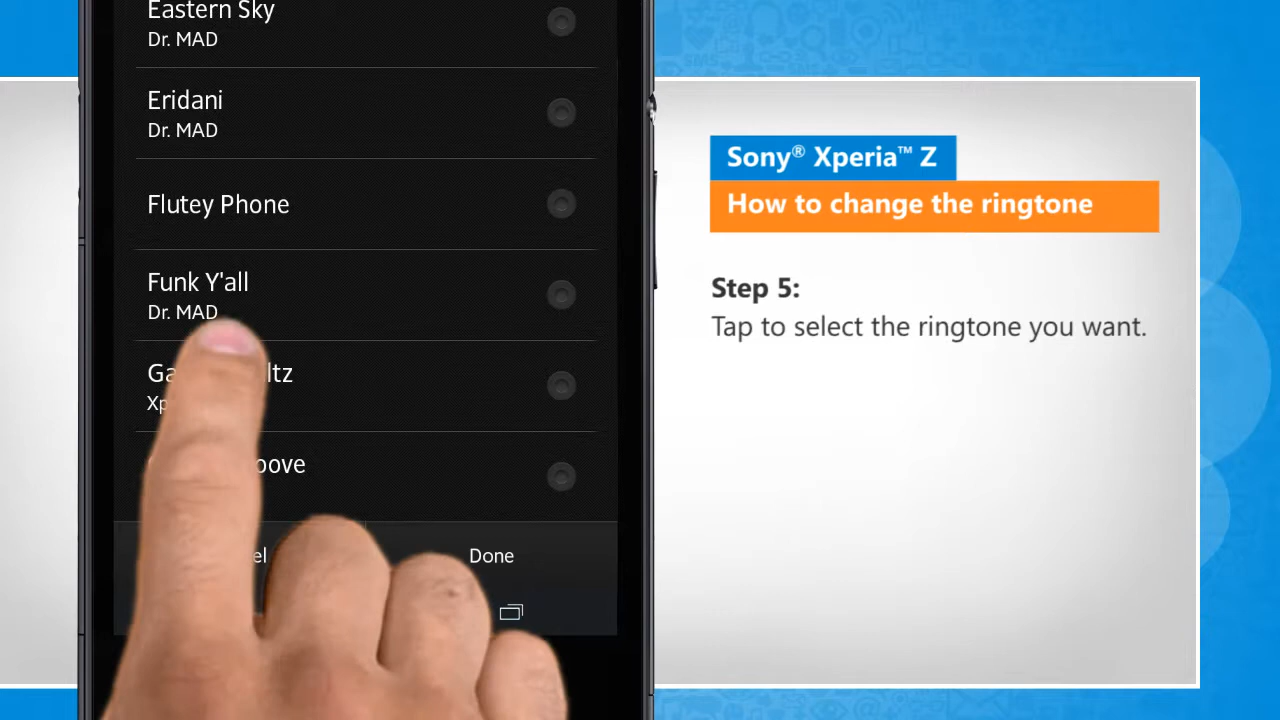 Eastern Sky
Dr. MAD
Eridani
Dr. MAD
Flutey Phone
Funk Y'all
Dr. MAD
Done
Sony® Xperia™ Z
How to change the ringtone
Step 5:
Tap to select the ringtone you want.